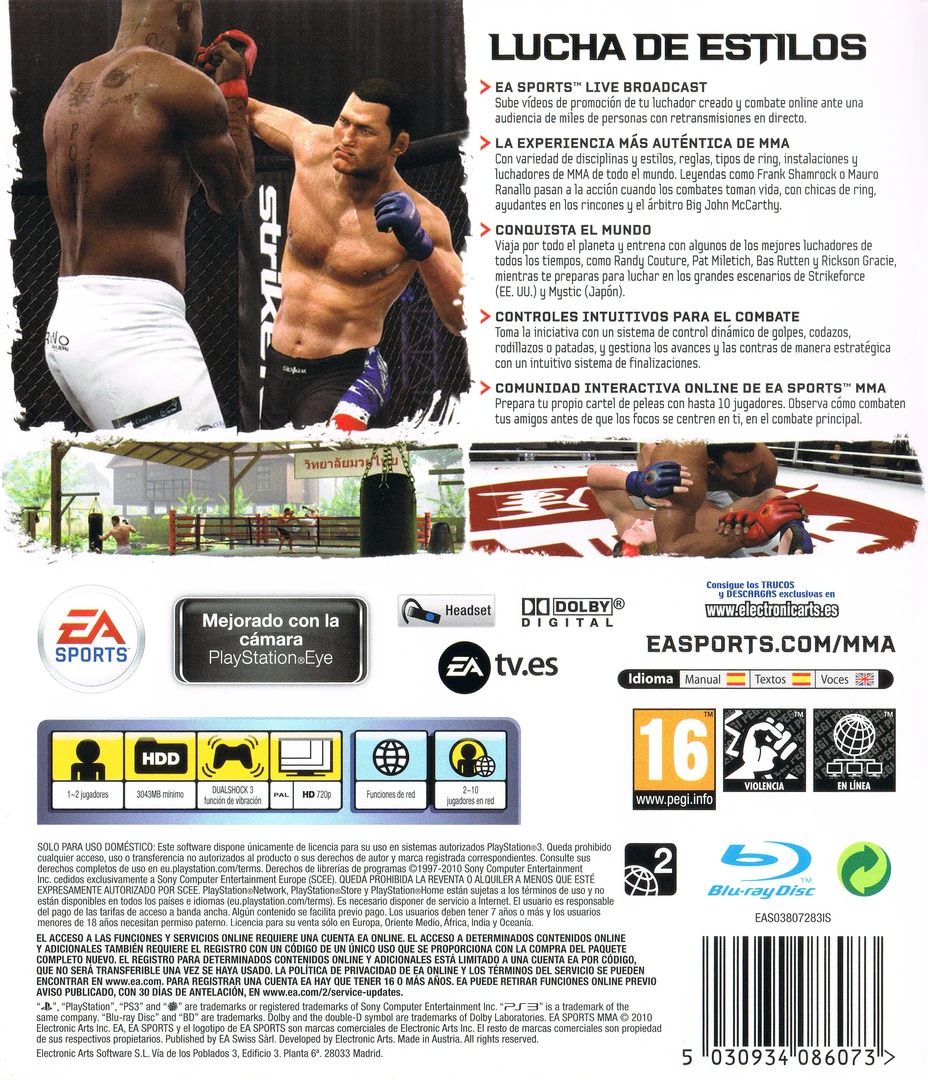 LUCHA DE ESTILOS
EA SPORTS™ LIVE BROADCAST
Sube vídeos de promoción de tu luchador creado y combate online ante una
audiencia de miles de personas con retransmisiones en directo.
LA EXPERIENCIA MÁS AUTÉNTICA DE MMA
Con variedad de disciplinas y estilos, reglas, tipos de ring, instalaciones y
luchadores de MMA de todo el mundo. Leyendas como Frank Shamrock o Mauro
Ranallo pasan a la acción cuando los combates toman vida, con chicas de ring,
ayudantes en los rincones y el árbitro Big John McCarthy.
CONQUISTA EL MUNDO
Viaja por todo el planeta y entrena con algunos de los mejores luchadores de
todos los tiempos, como Randy Couture, Pat Miletich, Bas Rutten y Rickson Gracie,
mientras te preparas para luchar en los grandes escenarios de Strikeforce
(EE. UU.) y Mystic (Japón).
CONTROLES INTUITIVOS PARA EL COMBATE
Toma la iniciativa con un sistema de control dinámico de golpes, codazos,
rodillazos o patadas, y gestiona los avances y las contras de manera estratégica
con un intuitivo sistema de finalizaciones.
COMUNIDAD INTERACTIVA ONLINE DE EA SPORTS™ MMA
Prepara tu propio cartel de peleas con hasta 10 jugadores. Observa cómo combaten
tus amigos antes de que los focos se centren en ti, en el combate principal.
วิทยาลัยมวยไทย
EA
SPORTS™
Mejorado con la
cámara
PlayStation®Eye
Headset
DOLBY®
DIGITAL
EA tv.es
Consigue los TRUCOS
y DESCARGAS exclusivas en
www.electronicarts.es
EASPORTS.COM/MMA
Idioma Manual Textos Voces
HDD
1~2 jugadores
3043MB mínimo
DUALSHOCK 3
función de vibración
PAL HD 720p
Funciones de red
2~10
jugadores en red
16
www.pegi.info
VIOLENCIA
EN LÍNEA
SOLO PARA USO DOMÉSTICO: Este software dispone únicamente de licencia para su uso en sistemas autorizados PlayStation®3. Queda prohibido
cualquier acceso, uso o transferencia no autorizados al producto o sus derechos de autor y marca registrada correspondientes. Consulte sus
derechos completos de uso en eu.playstation.com/terms. Derechos de librerías de programas ©1997-2010 Sony Computer Entertainment
Inc. cedidos exclusivamente a Sony Computer Entertainment Europe (SCEE). QUEDA PROHIBIDA LA REVENTA O ALQUILER A MENOS QUE ESTÉ
EXPRESAMENTE AUTORIZADO POR SCEE. PlayStation®Network, PlayStation®Store y PlayStation®Home están sujetas a los términos de uso y no
están disponibles en todos los países e idiomas (eu.playstation.com/terms). Es necesario disponer de servicio a Internet. El usuario es responsable
del pago de las tarifas de acceso a banda ancha. Algún contenido se facilita previo pago. Los usuarios deben tener 7 años o más y los usuarios
menores de 18 años necesitan permiso paterno. Licencia para su venta sólo en Europa, Oriente Medio, África, India y Oceanía.
EL ACCESO A LAS FUNCIONES Y SERVICIOS ONLINE REQUIERE UNA CUENTA EA ONLINE. EL ACCESO A DETERMINADOS CONTENIDOS ONLINE
Y ADICIONALES TAMBIÉN REQUIERE EL REGISTRO CON UN CÓDIGO DE UN ÚNICO USO QUE SE PROPORCIONA CON LA COMPRA DEL PAQUETE
COMPLETO NUEVO. EL REGISTRO PARA DETERMINADOS CONTENIDOS ONLINE Y ADICIONALES ESTÁ LIMITADO A UNA CUENTA EA POR CÓDIGO,
QUE NO SERÁ TRANSFERIBLE UNA VEZ SE HAYA USADO. LA POLÍTICA DE PRIVACIDAD DE EA ONLINE Y LOS TÉRMINOS DEL SERVICIO SE PUEDEN
ENCONTRAR EN www.ea.com. PARA REGISTRAR UNA CUENTA EA HAY QUE TENER 16 O MÁS AÑOS. EA PUEDE RETIRAR FUNCIONES ONLINE PREVIO
AVISO PUBLICADO, CON 30 DÍAS DE ANTELACIÓN, EN www.ea.com/2/service-updates.
"", "PlayStation", "PS3" and "" are trademarks or registered trademarks of Sony Computer Entertainment Inc. "PS3" is a trademark of the
same company. "Blu-ray Disc" and "BD" are trademarks. Dolby and the double-D symbol are trademarks of Dolby Laboratories. EA SPORTS MMA © 2010
Electronic Arts Inc. EA, EA SPORTS y el logotipo de EA SPORTS son marcas comerciales de Electronic Arts Inc. El resto de marcas comerciales son propiedad
de sus respectivos propietarios. Published by EA Swiss Sàrl. Developed by Electronic Arts. Made in Austria. All rights reserved.
Electronic Arts Software S.L. Vía de los Poblados 3, Edificio 3. Planta 6ª. 28033 Madrid.
2
Blu-ray Disc
EAS03807283IS
5 030934 086073 >